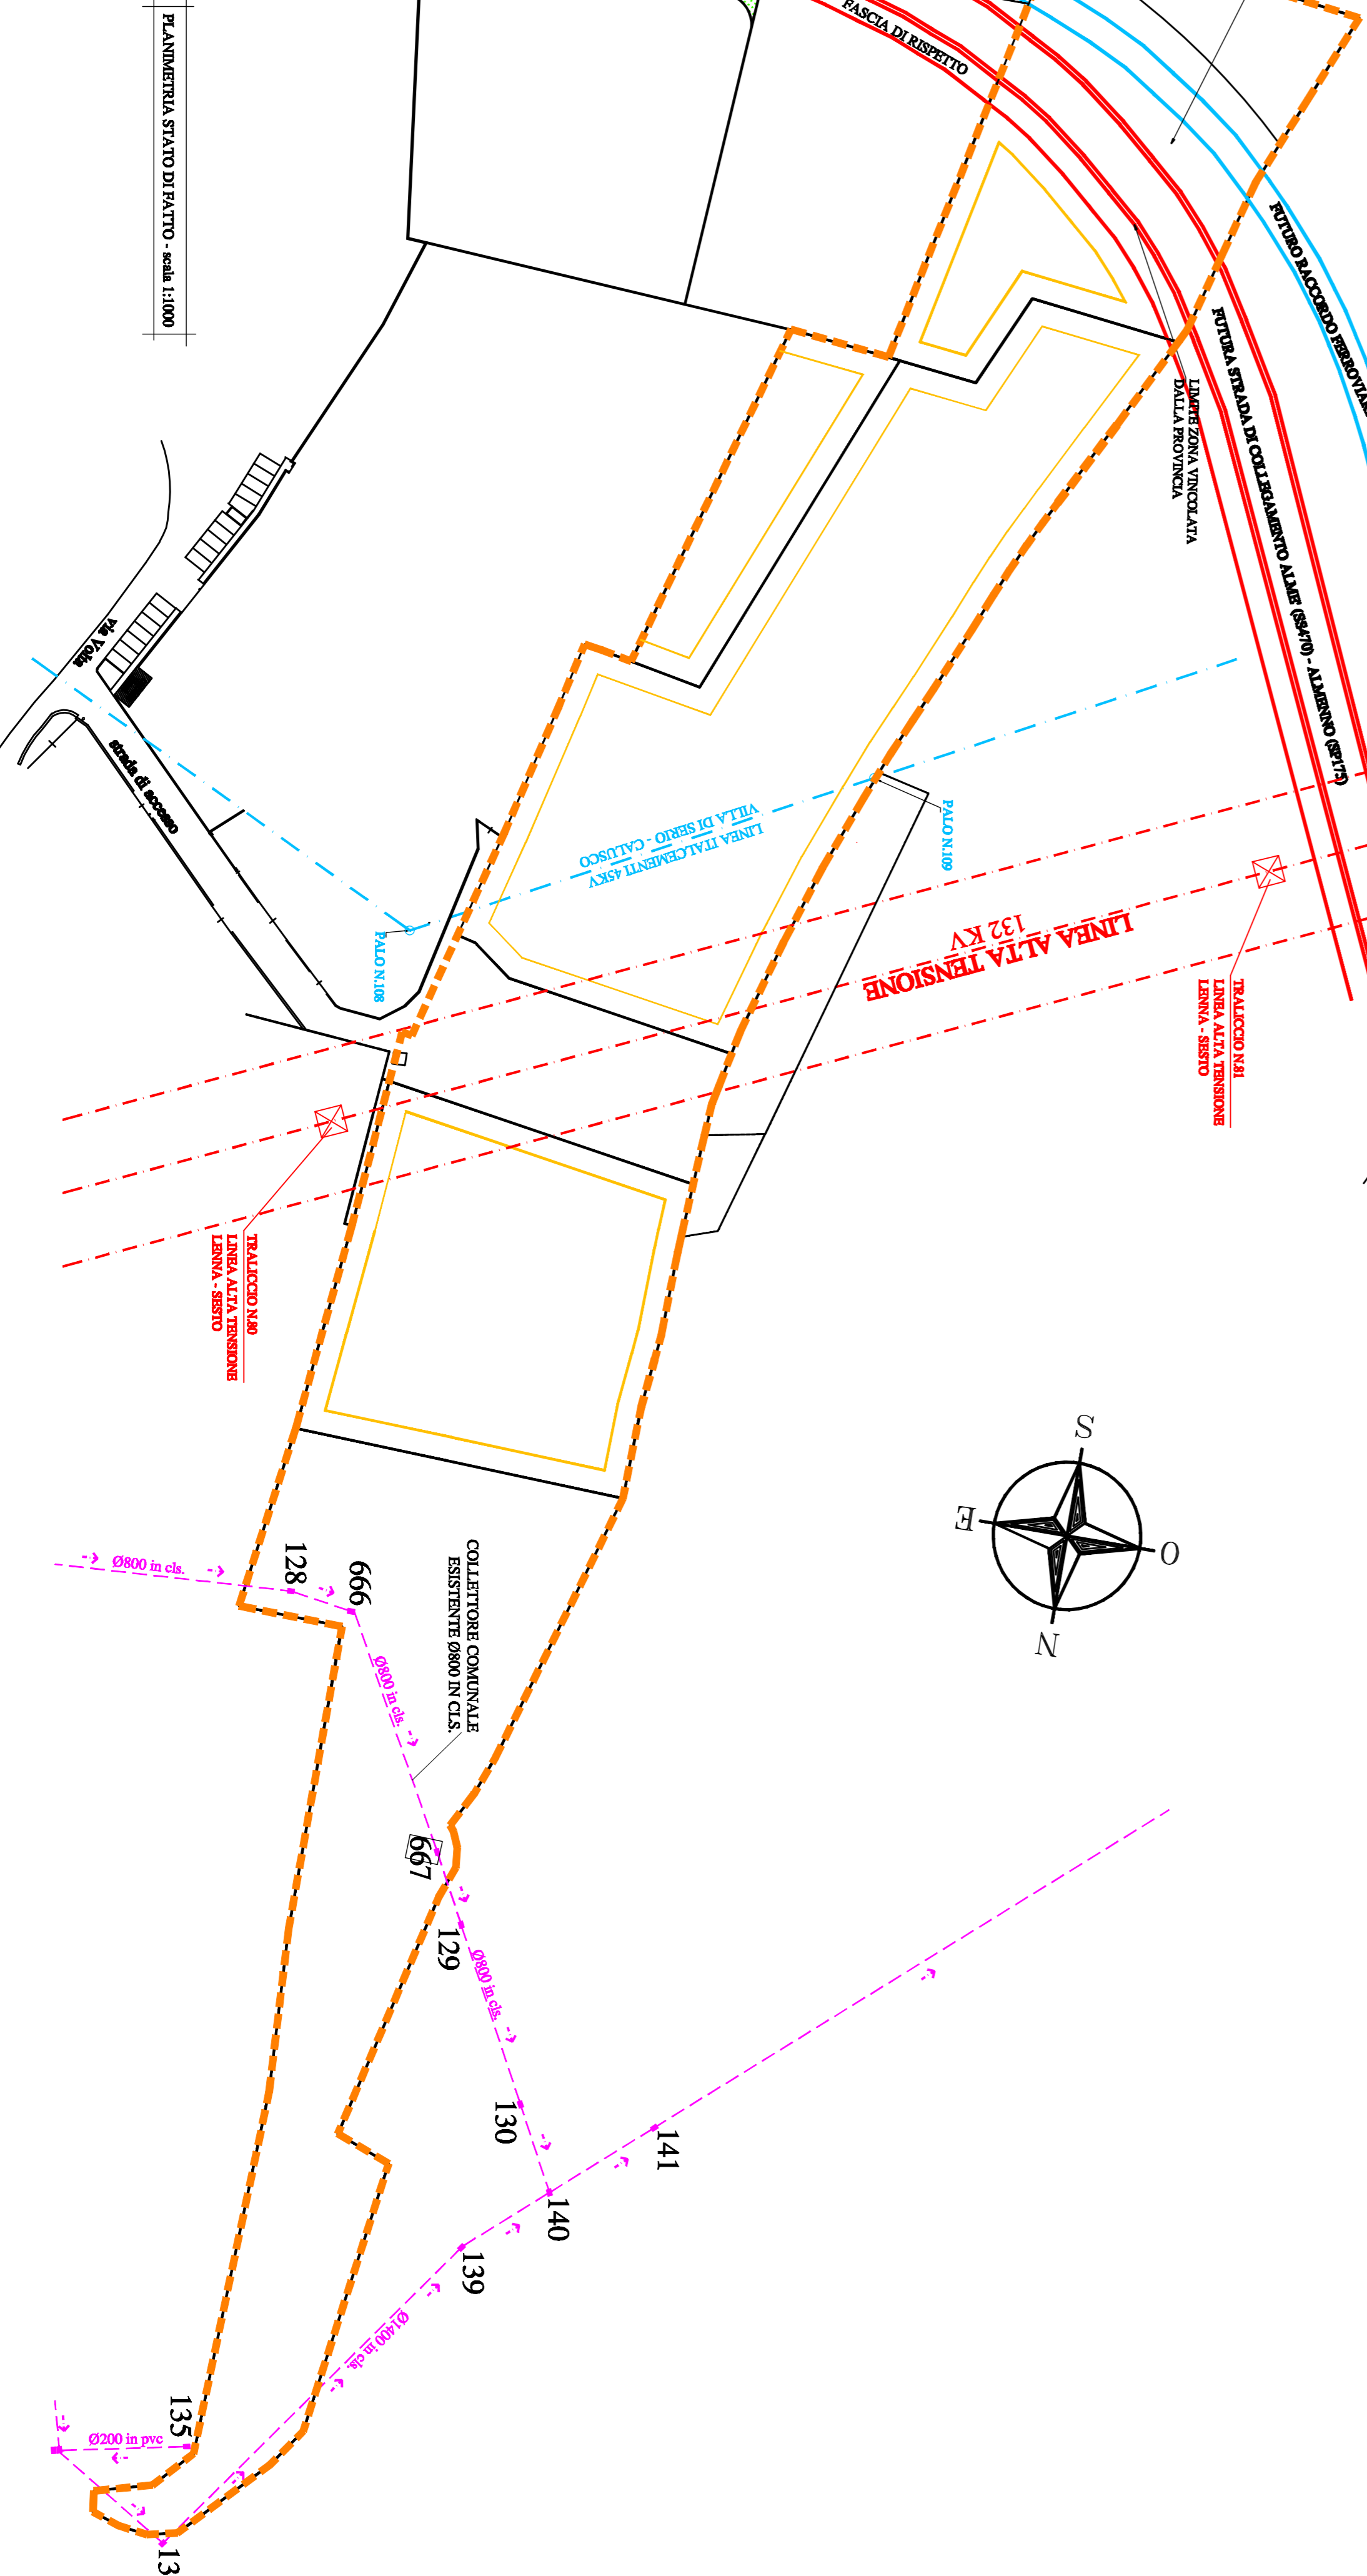 PLANIMETRIA STATO DI FATTO - scala 1:1000
FASCIA DI RISPETTO
FUTURO RACCORDO
FUTURA STRADA DI COLLEGAMENTO ALME' (SS470) - ALMENNO (SP175)
LIMITE ZONA VINCOLATA
DALLA PROVINCIA
via Volta
strada di accesso
LINEA ITALCEMENTI 45KV
VILLA DI SERIO - CALUSCO
PALO N.109
PALO N.108
LINEA ALTA TENSIONE
132 KV
TRALICCIO N.81
LINEA ALTA TENSIONE
LENNA - SESTO
TRALICCIO N.80
LINEA ALTA TENSIONE
LENNA - SESTO
S
E
O
N
COLLETTORE COMUNALE
ESISTENTE Ø800 IN CLS.
Ø800 in cls.
128
666
Ø800 in cls.
667
129
Ø800 in cls.
130
141
140
139
Ø1400 in cls.
135
Ø200 in pvc
13